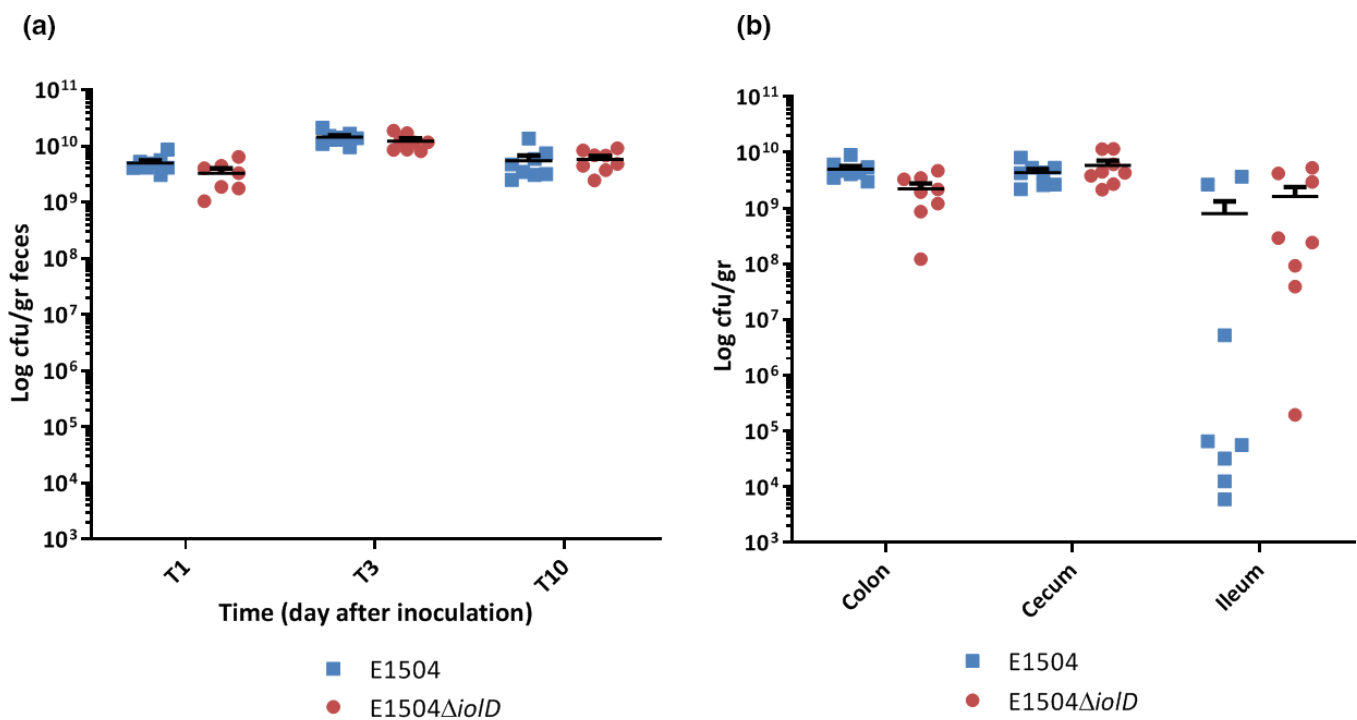 (a)
Log cfu/gr feces
10¹¹
10¹⁰
10⁹
10⁸
10⁷
10⁶
10⁵
10⁴
10³
T1
T3
T10
Time (day after inoculation)
E1504
E1504ΔiolD
(b)
Log cfu/gr
10¹¹
10¹⁰
10⁹
10⁸
10⁷
10⁶
10⁵
10⁴
10³
Colon
Cecum
Ileum
E1504
E1504ΔiolD